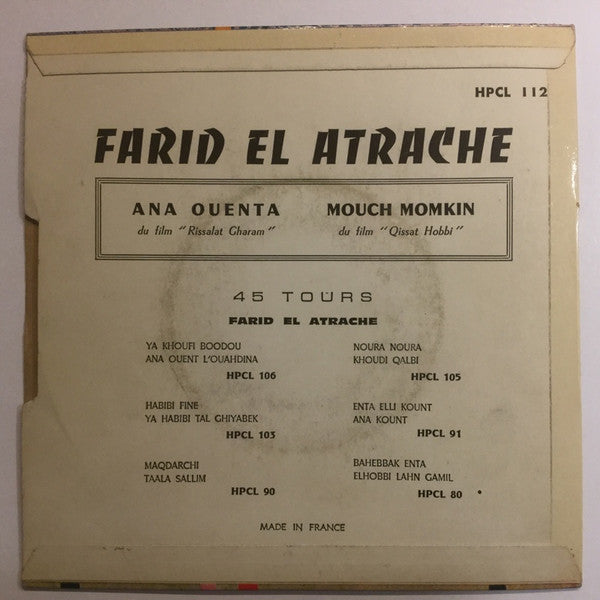 HPCL 112
FARID EL ATRACHE
ANA OUENTA
du film "Rissalat Gharam"
MOUCH MOMKIN
du film "Qissat Hobbi"
45 TOURS
FARID EL ATRACHE
YA KHOUFI BOODOU
ANA OUENT L'OUAHDINA
HPCL 106
NOURA NOURA
KHOUDI QALBI
HPCL 105
HABIBI FINE
YA HABIBI TAL GHIYABEK
HPCL 103
ENTA ELLI KOUNT
ANA KOUNT
HPCL 91
MAQDARCHI
TAALA SALLIM
HPCL 90
BAHEBBAK ENTA
ELHOBBI LAHN GAMIL
HPCL 80
MADE IN FRANCE